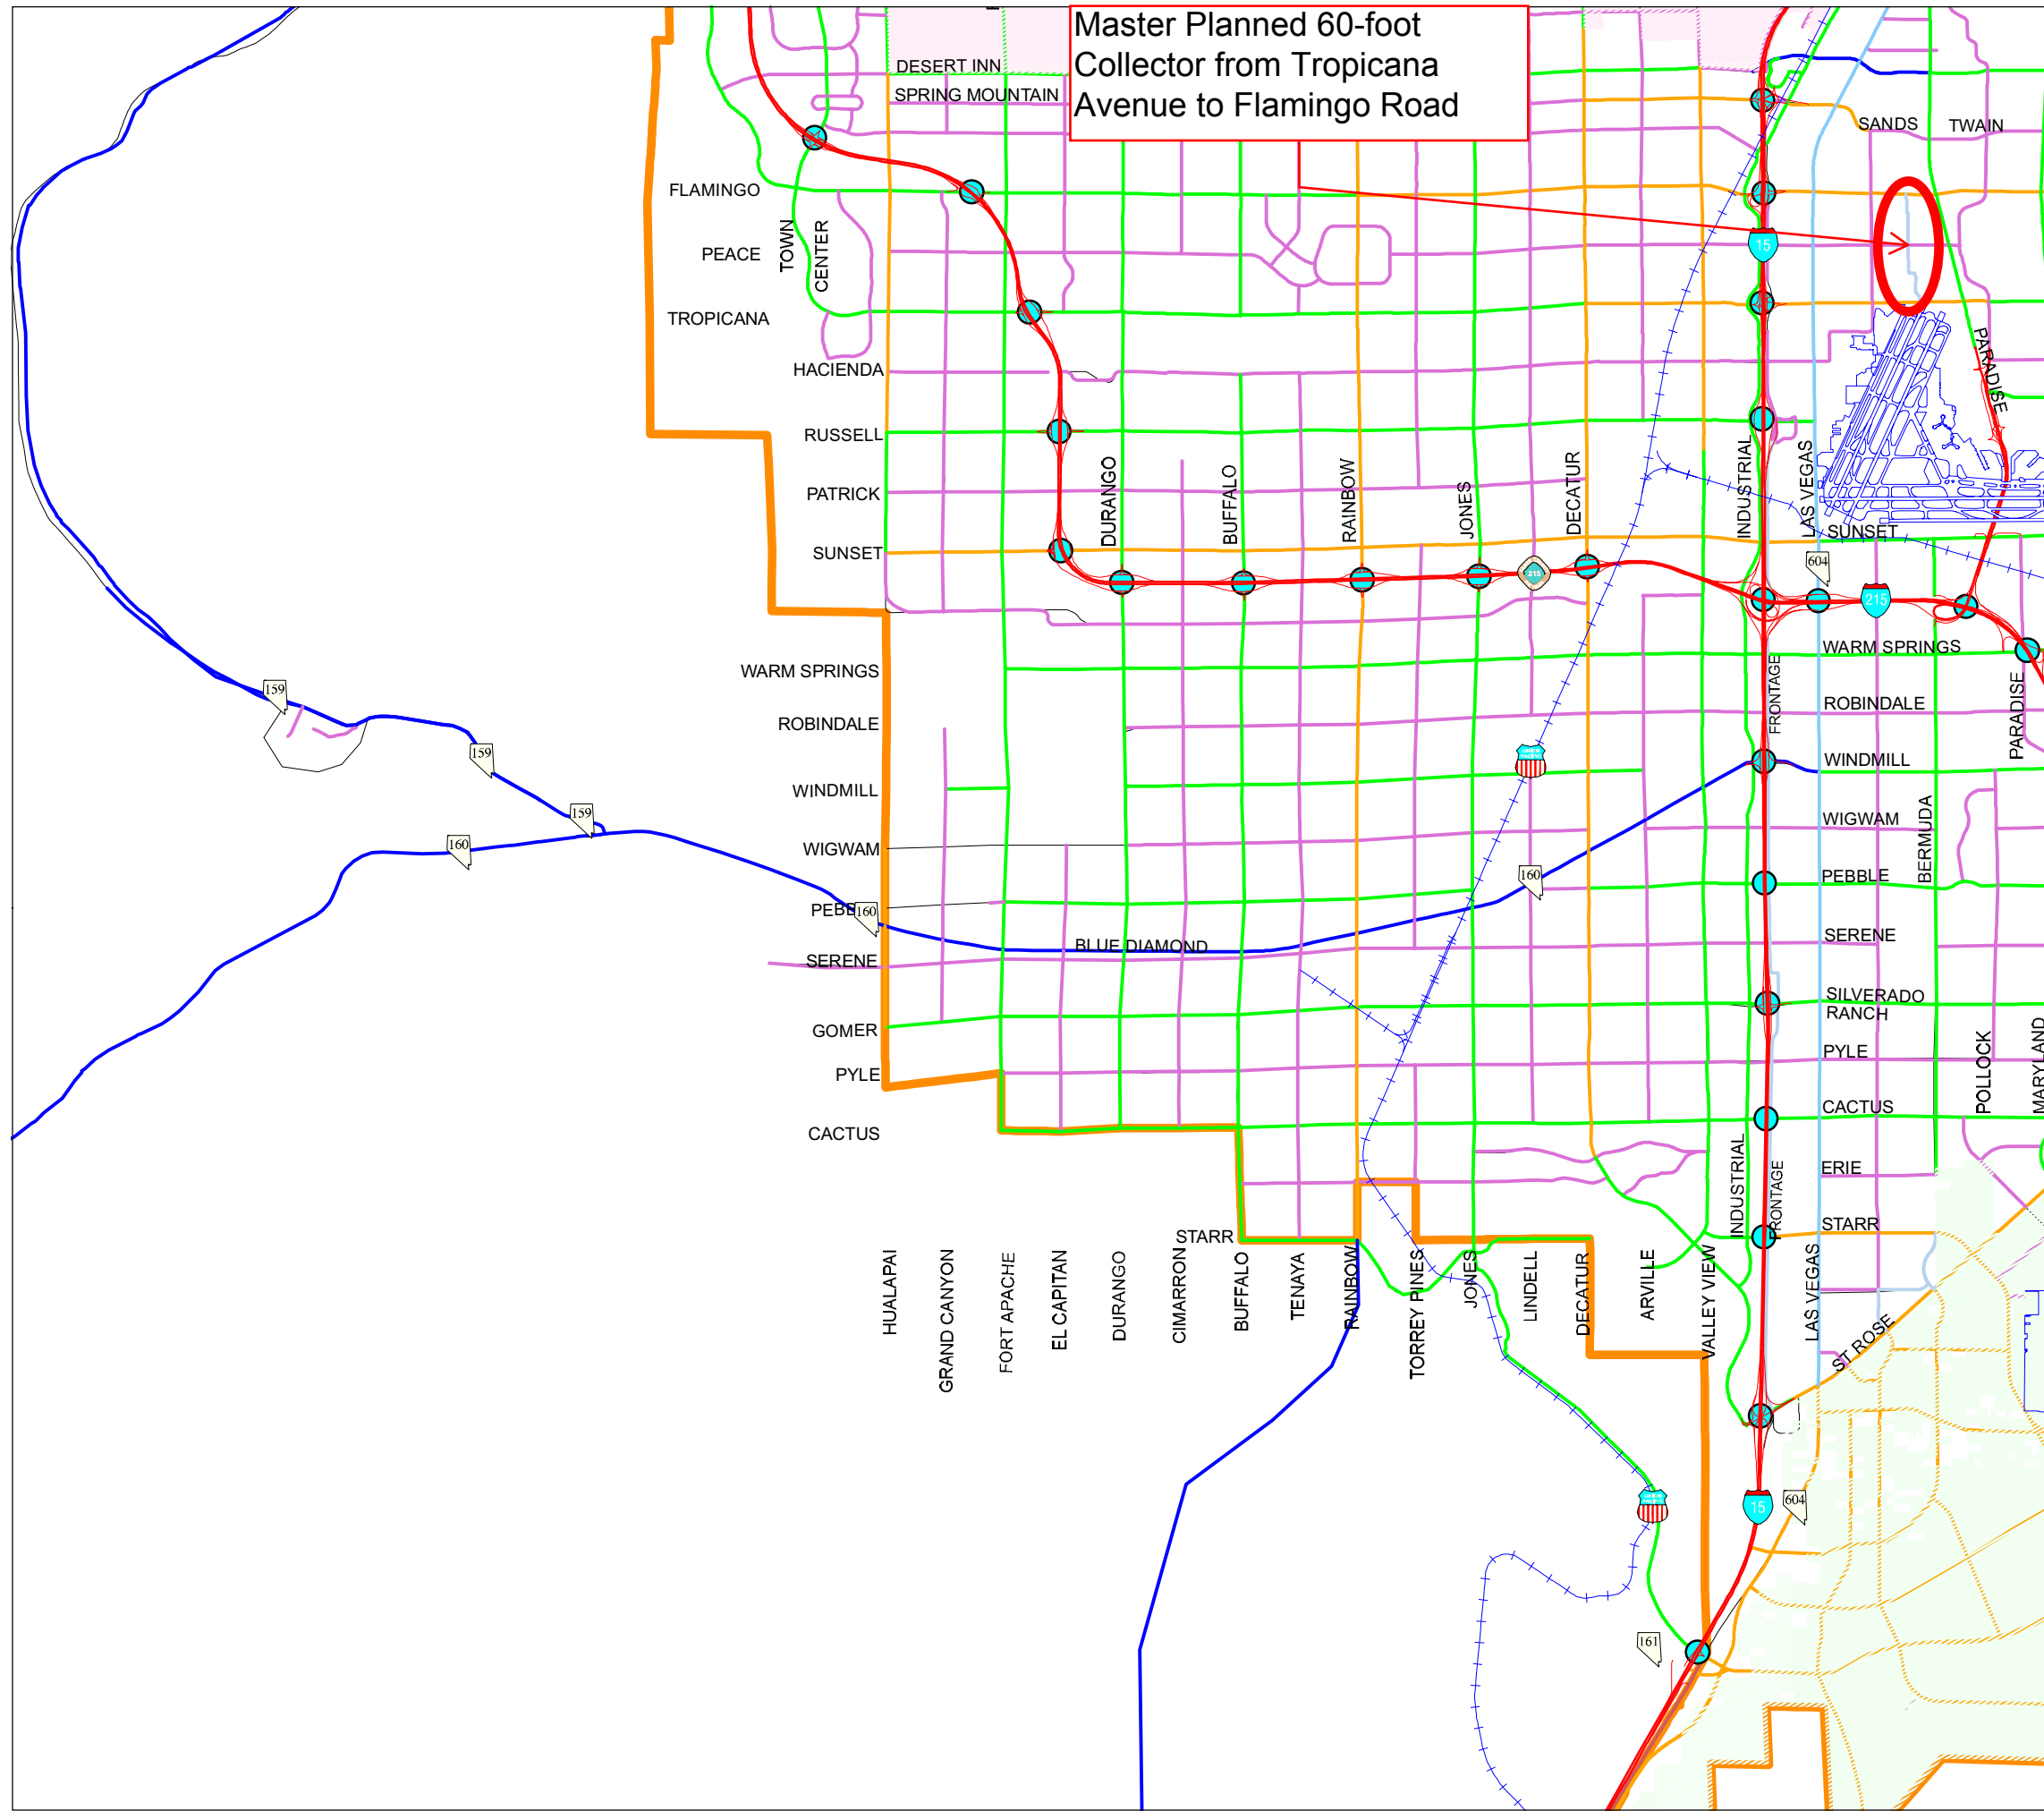 Master Planned 60-foot
Collector from Tropicana
Avenue to Flamingo Road
DESERT INN
SPRING MOUNTAIN
SANDS
TWAIN
FLAMINGO
PEACE
TOWN
CENTER
15
TROPICANA
HACIENDA
PARADISE
RUSSELL
PATRICK
SUNSET
DURANGO
BUFFALO
RAINBOW
JONES
DECATUR
INDUSTRIAL
LAS VEGAS
SUNSET
604
215
215
WARM SPRINGS
WARM SPRINGS
FRONTAGE
PARADISE
159
ROBINDALE
ROBINDALE
159
WINDMILL
WINDMILL
159
160
WIGWAM
WIGWAM
BERMUDA
160
PEBBLE
160
BLUE DIAMOND
SERENE
SERENE
SILVERADO
RANCH
GOMER
PYLE
PYLE
POLLOCK
MARYLAND
CACTUS
CACTUS
ERIE
INDUSTRIAL
FRONTAGE
STARR
STARR
HUALAPAI
GRAND CANYON
FORT APACHE
EL CAPITAN
DURANGO
CIMARRON
BUFFALO
TENAYA
RAINBOW
TORREY PINES
JONES
LINDELL
DECATUR
ARVILLE
VALLEY VIEW
LAS VEGAS
ST ROSE
15
604
161